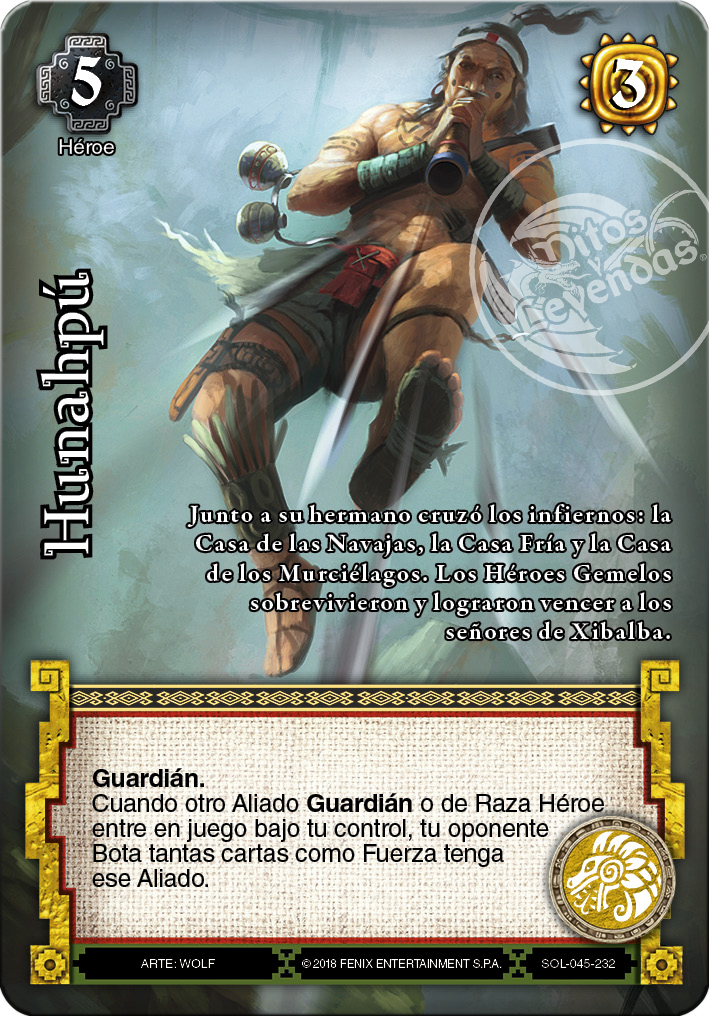 5
Héroe
3
Mitos
y
Leyendas
Hunahpú
Junto a su hermano cruzó los infiernos: la
Casa de las Navajas, la Casa Fría y la Casa
de los Murciélagos. Los Héroes Gemelos
sobrevivieron y lograron vencer a los
señores de Xibalba.
Guardián.
Cuando otro Aliado Guardián o de Raza Héroe
entre en juego bajo tu control, tu oponente
Bota tantas cartas como Fuerza tenga
ese Aliado.
ARTE: WOLF
© 2018 FENIX ENTERTAINMENT S.P.A.
SOL-045-232